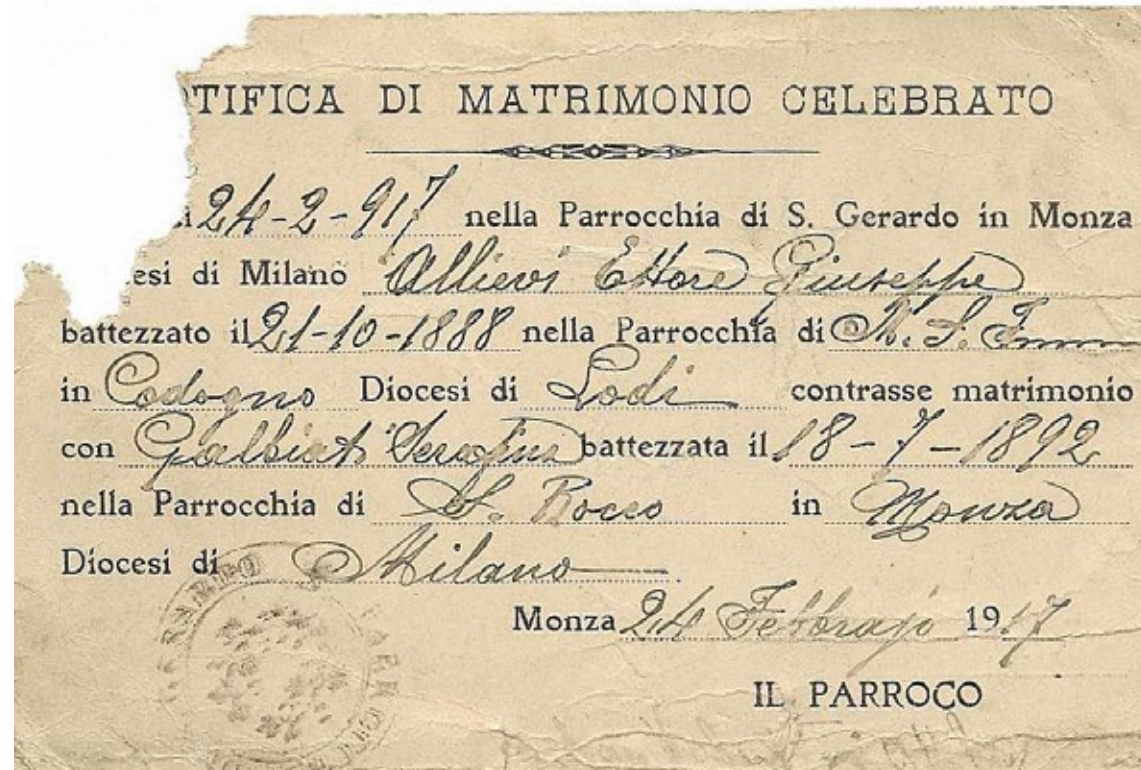 TIFICA DI MATRIMONIO CELEBRATO
24-2-917 nella Parrocchia di S. Gerardo in Monza
esi di Milano Allievi Ettore Giuseppe
battezzato il 21-10-1888 nella Parrocchia di M. S. Imm
in Codogno Diocesi di Lodi contrasse matrimonio
con Galbiati Serafina battezzata il 18-7-1892
nella Parrocchia di S. Rocco in Monza
Diocesi di Milano
Monza 24 Febbrajo 1917
IL PARROCO